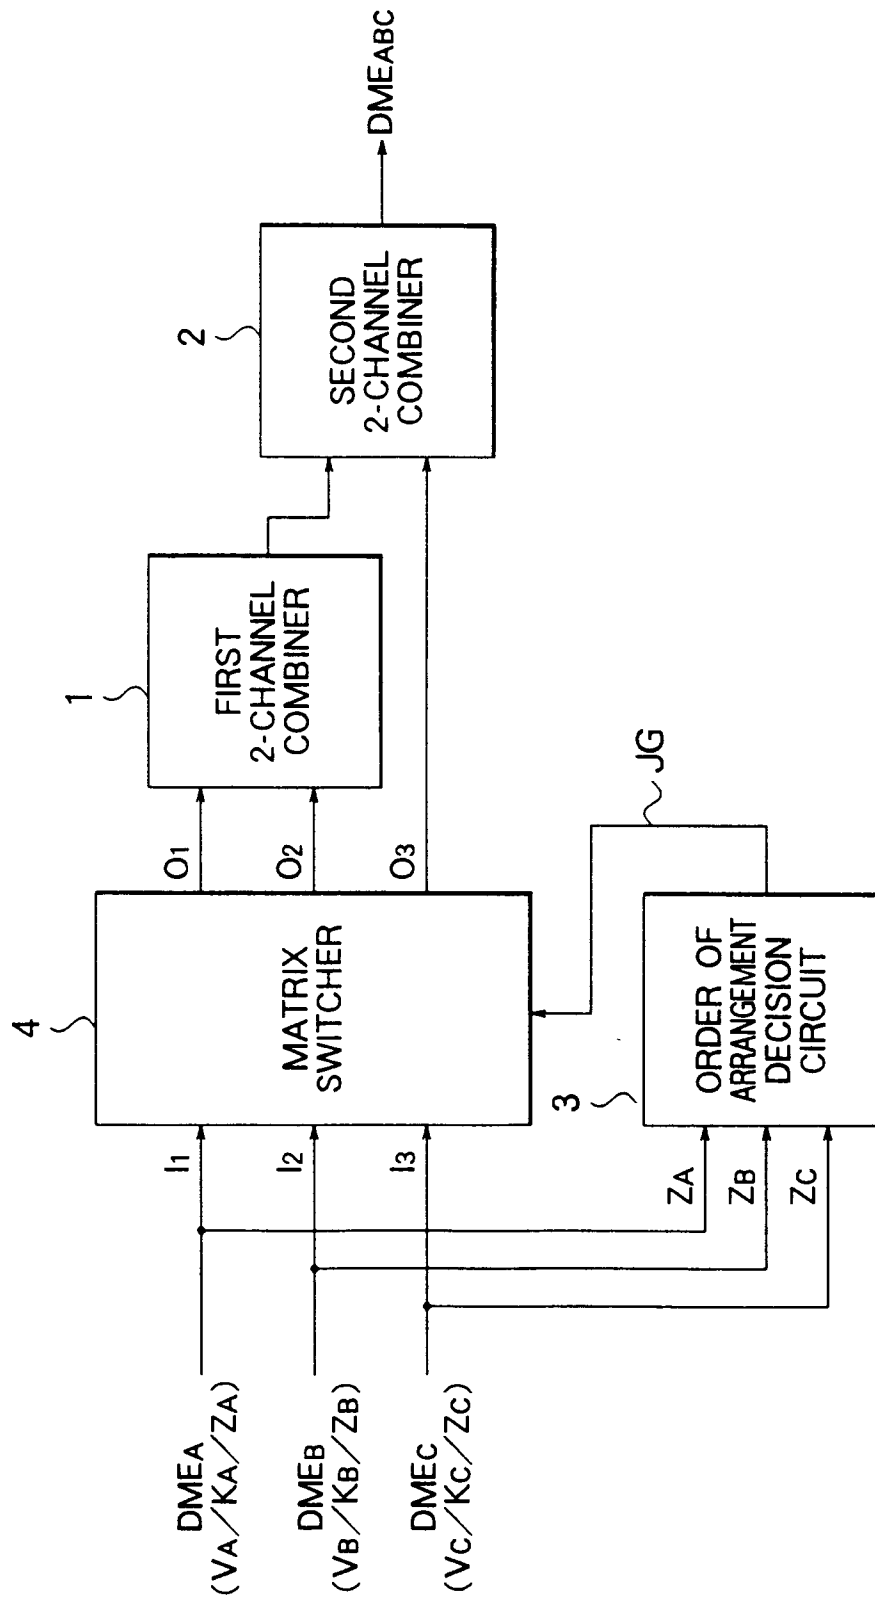 DMEA
(VA/KA/ZA)
DMEB
(VB/KB/ZB)
DMEC
(VC/KC/ZC)
I1
I2
I3
4
MATRIX
SWITCHER
O1
O2
O3
1
FIRST
2-CHANNEL
COMBINER
2
SECOND
2-CHANNEL
COMBINER
DMEABC
ZA
ZB
ZC
3
ORDER OF
ARRANGEMENT
DECISION
CIRCUIT
JG